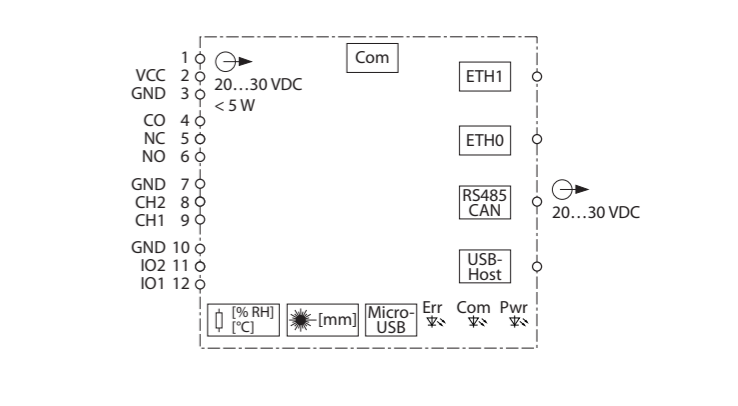 1
VCC 2
GND 3
20...30 VDC
< 5 W
CO 4
NC 5
NO 6
GND 7
CH2 8
CH1 9
GND 10
IO2 11
IO1 12
Com
ETH1
ETH0
RS485
CAN
20...30 VDC
USB-
Host
[% RH]
[°C]
[mm]
Micro-
USB
Err
Com
Pwr